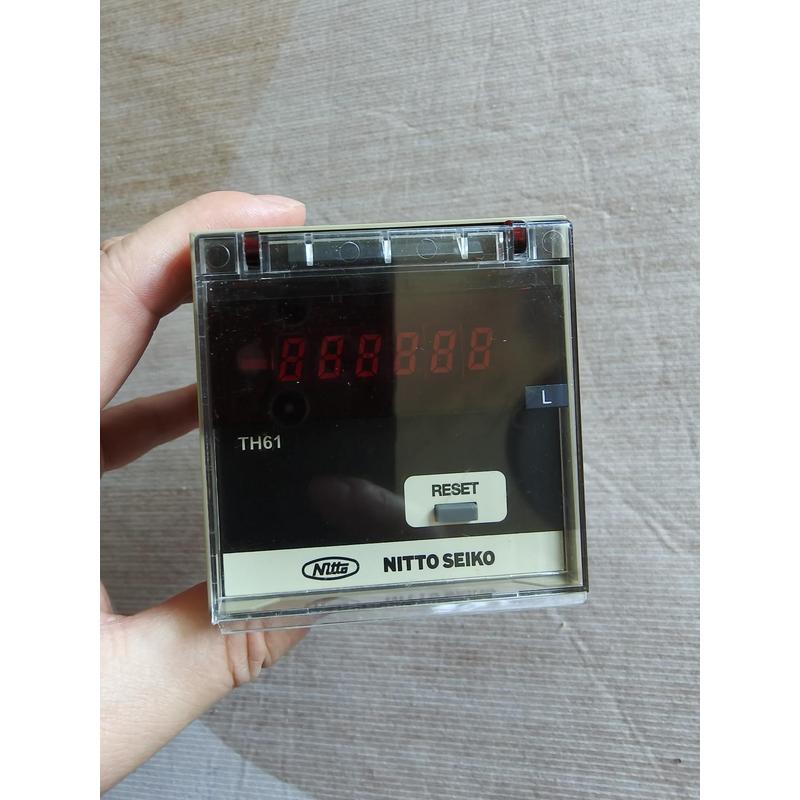 -888888
L
TH61
RESET
Nitto NITTO SEIKO